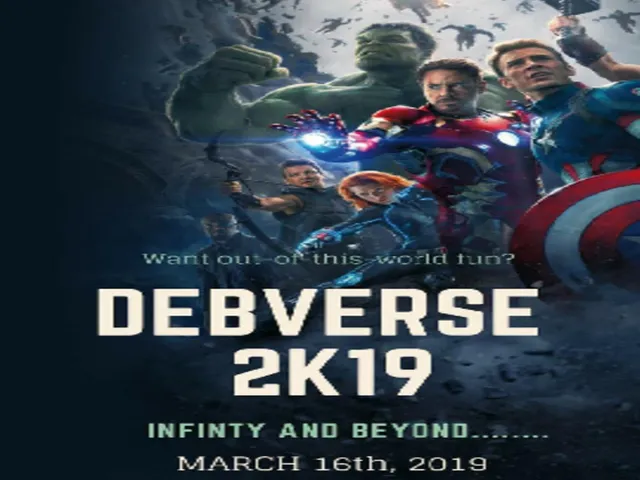 Want out-of-this-world fun?
DEBVERSE
2K19
INFINTY AND BEYOND........
MARCH 16th, 2019